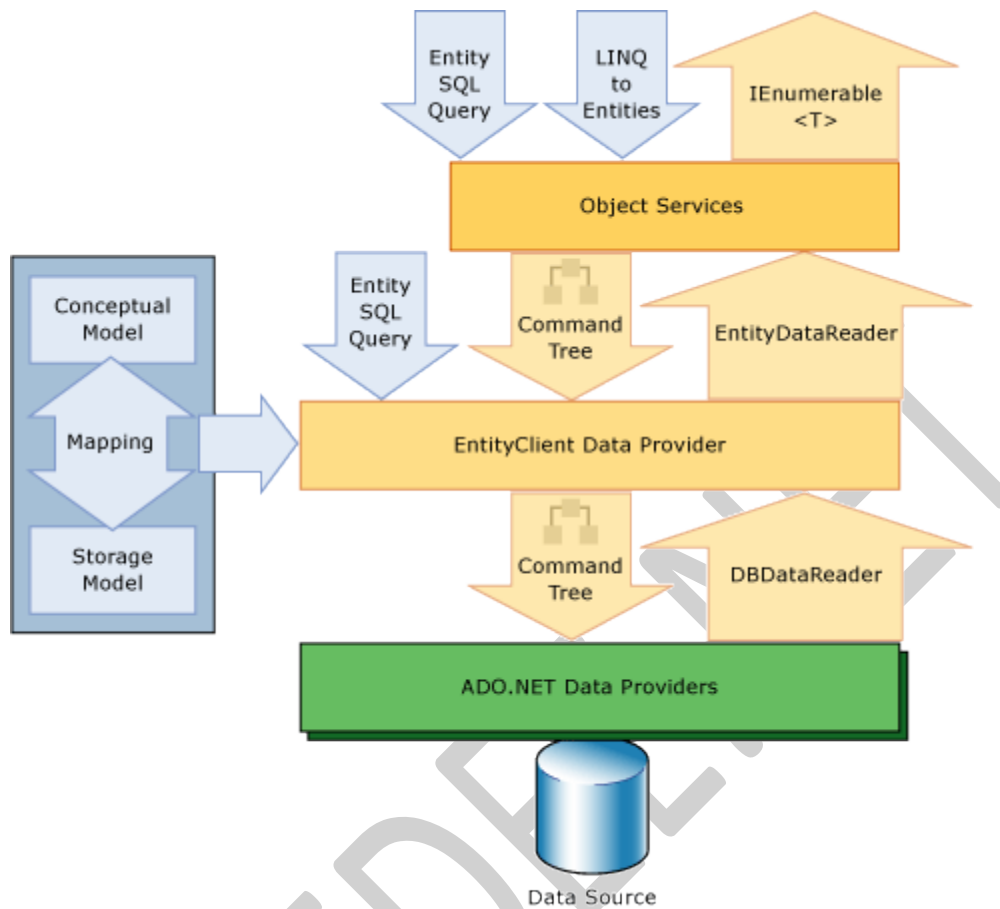 Entity
SQL
Query
LINQ
to
Entities
IEnumerable
<T>
Object Services
Entity
SQL
Query
Command
Tree
EntityDataReader
Conceptual
Model
Mapping
Storage
Model
EntityClient Data Provider
Command
Tree
DBDataReader
ADO.NET Data Providers
Data Source